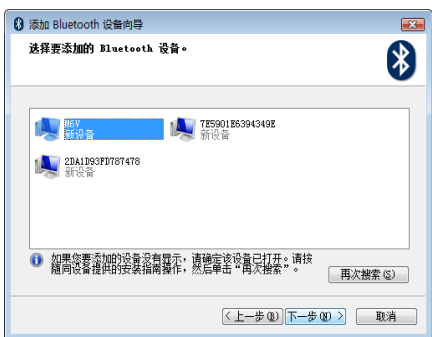 添加 Bluetooth 设备向导
选择要添加的 Bluetooth 设备。
M6V
新设备
7E5901E6394349E
新设备
2DA1D93FD787478
新设备
如果您要添加的设备没有显示，请确定该设备已打开。请按
随同设备提供的安装指南操作，然后单击“再次搜索”。
再次搜索(S)
<上一步(B)
下一步(N) >
取消